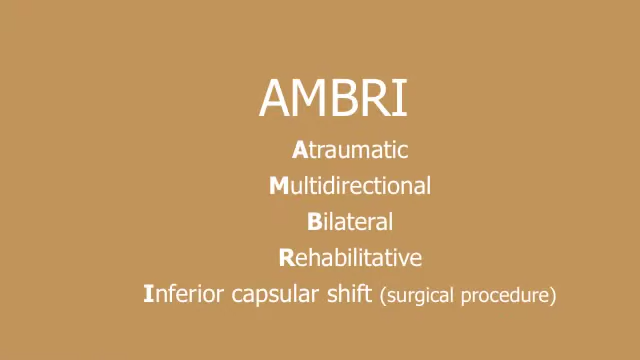 AMBRI
Atraumatic
Multidirectional
Bilateral
Rehabilitative
Inferior capsular shift (surgical procedure)